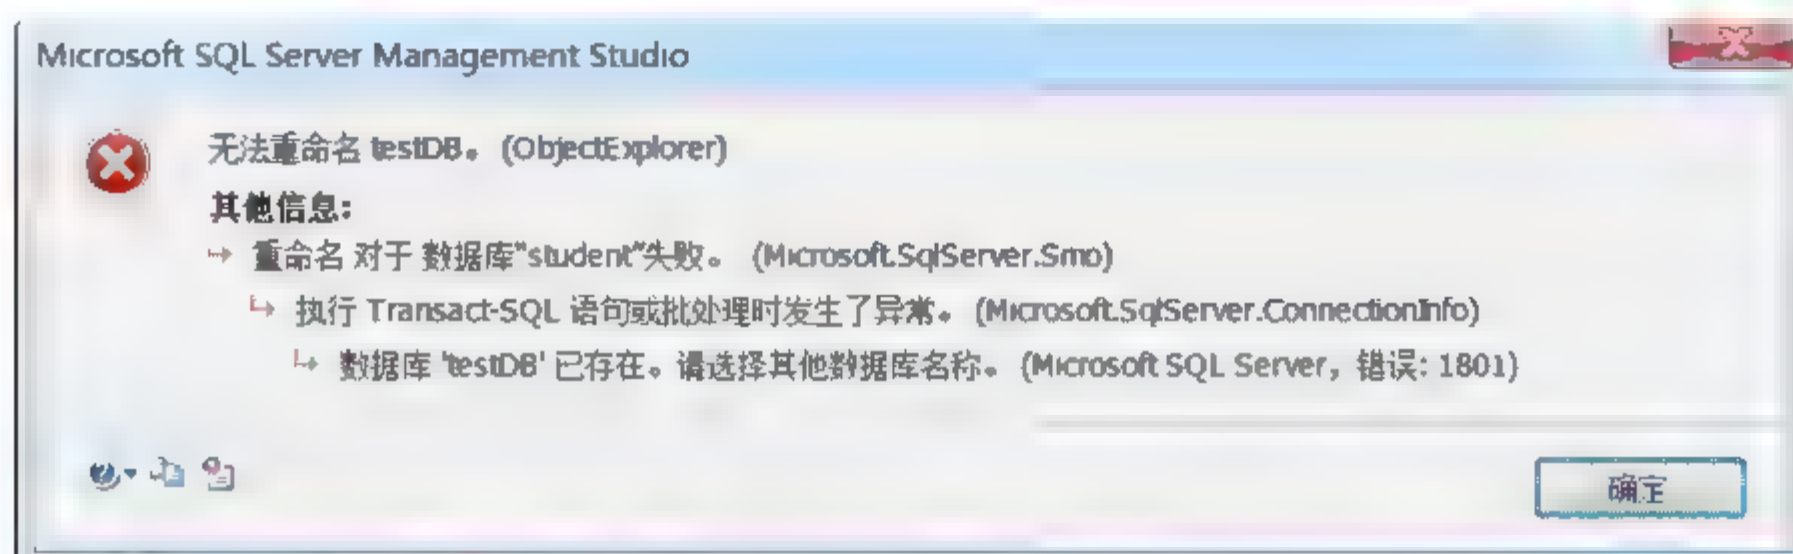 Microsoft SQL Server Management Studio
无法重命名 testDB。 (ObjectExplorer)
其他信息:
重命名 对于 数据库"student"失败。 (Microsoft.SqlServer.Smo)
执行 Transact-SQL 语句或批处理时发生了异常。 (Microsoft.SqlServer.ConnectionInfo)
数据库 'testDB' 已存在。请选择其他数据库名称。 (Microsoft SQL Server, 错误: 1801)
确定